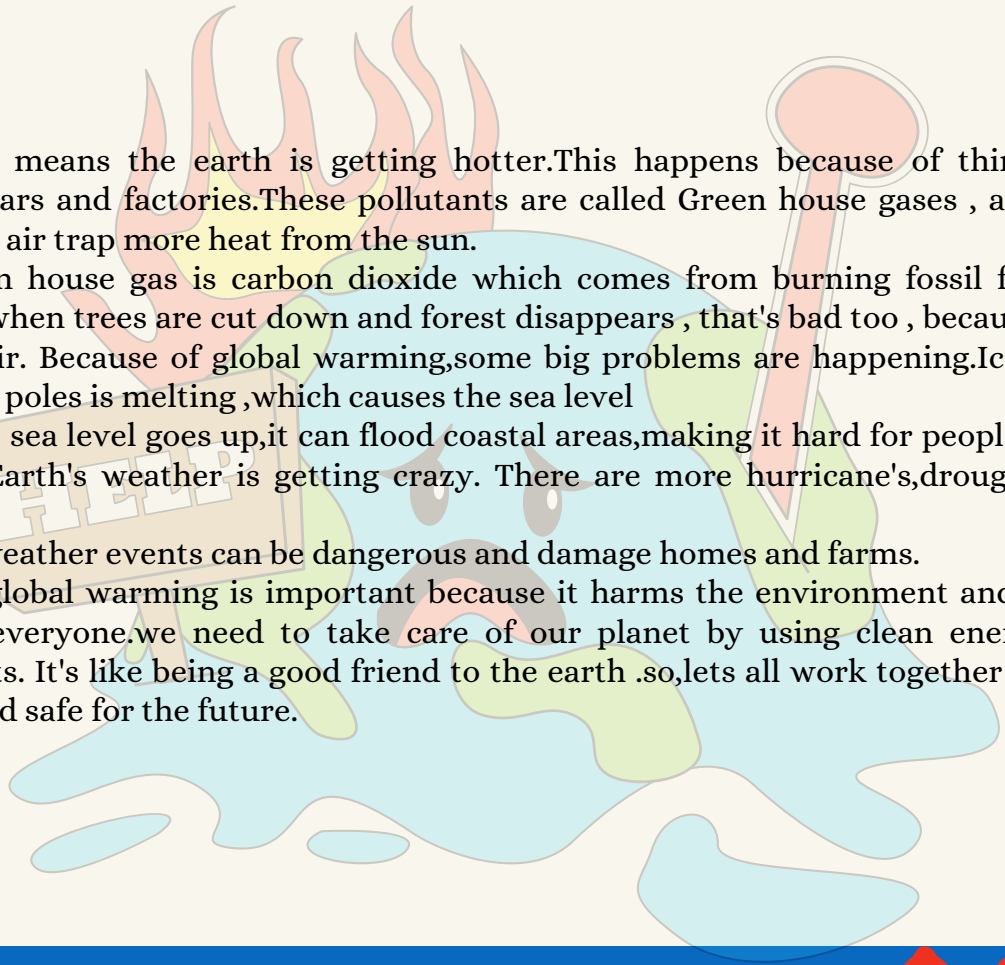 means the earth is getting hotter.This happens because of thin
ars and factories.These pollutants are called Green house gases , a
air trap more heat from the sun.
n house gas is carbon dioxide which comes from burning fossil f
when trees are cut down and forest disappears , that's bad too , becau
ir. Because of global warming,some big problems are happening.Ic
poles is melting ,which causes the sea level
sea level goes up,it can flood coastal areas,making it hard for peopl
Earth's weather is getting crazy. There are more hurricane's,droug
HELP
weather events can be dangerous and damage homes and farms.
global warming is important because it harms the environment and
everyone.we need to take care of our planet by using clean ener
ts. It's like being a good friend to the earth .so,lets all work together
d safe for the future.